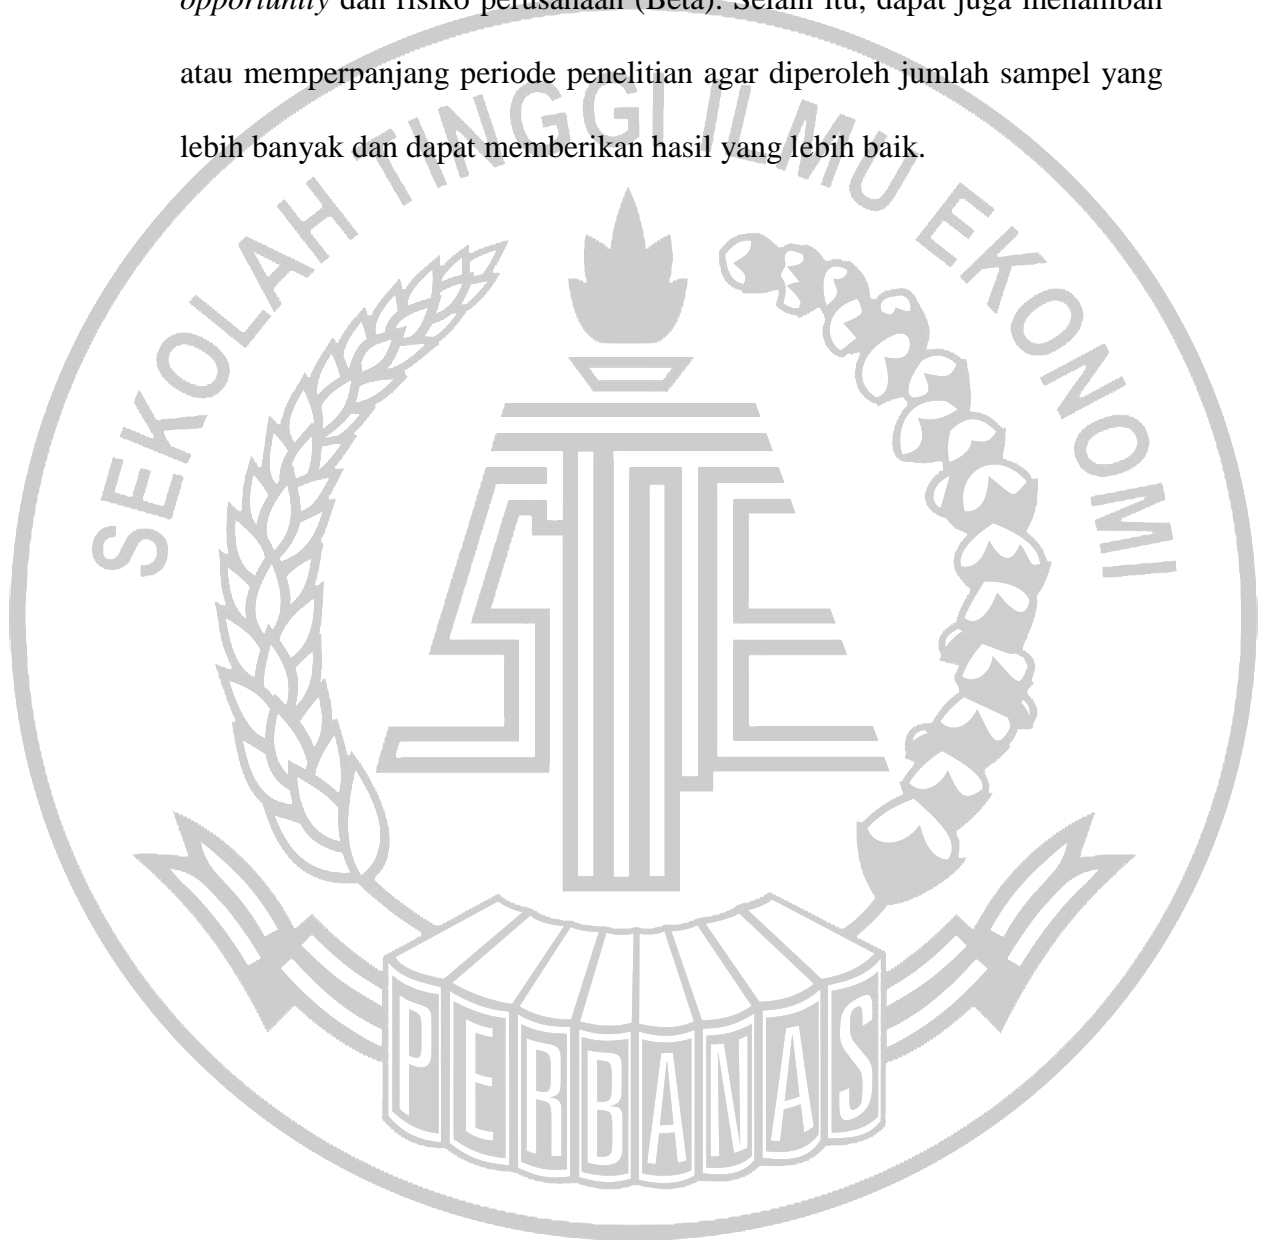 opportunity dan risiko perusahaan (Beta). Selain itu, dapat juga menambah
atau memperpanjang periode penelitian agar diperoleh jumlah sampel yang
lebih banyak dan dapat memberikan hasil yang lebih baik.
SEKOLAH TINGGI ILMU EKONOMI
STIE
PERBANAS